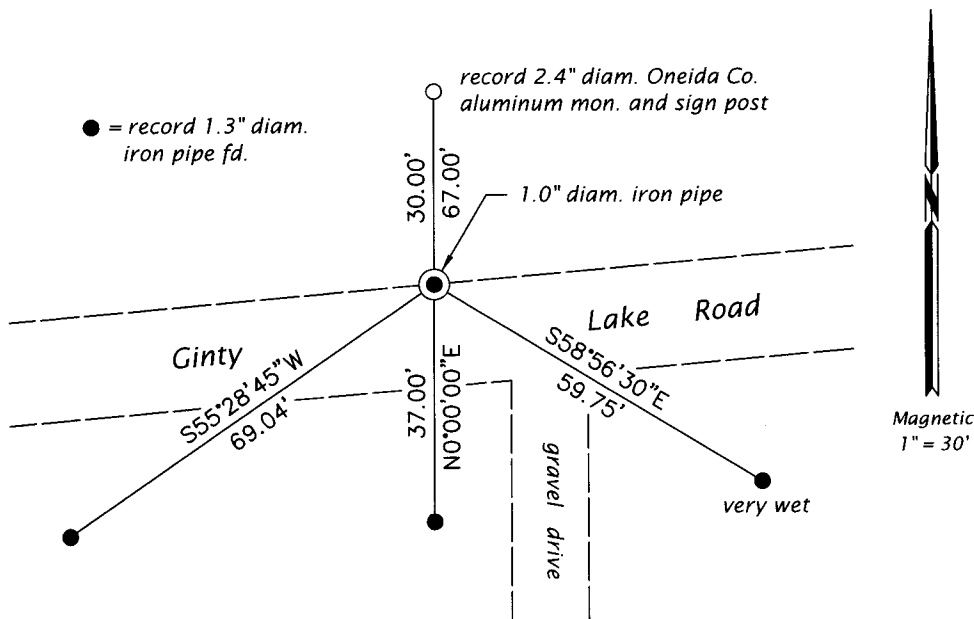 record 2.4" diam. Oneida Co.
aluminum mon. and sign post
● = record 1.3" diam.
iron pipe fd.
30.00'
67.00'
1.0" diam. iron pipe
N
Ginty
Lake Road
S55°28'45"W
69.04'
37.00'
N0°00'00"E
S58°56'30"E
59.75'
gravel drive
very wet
Magnetic
1" = 30'